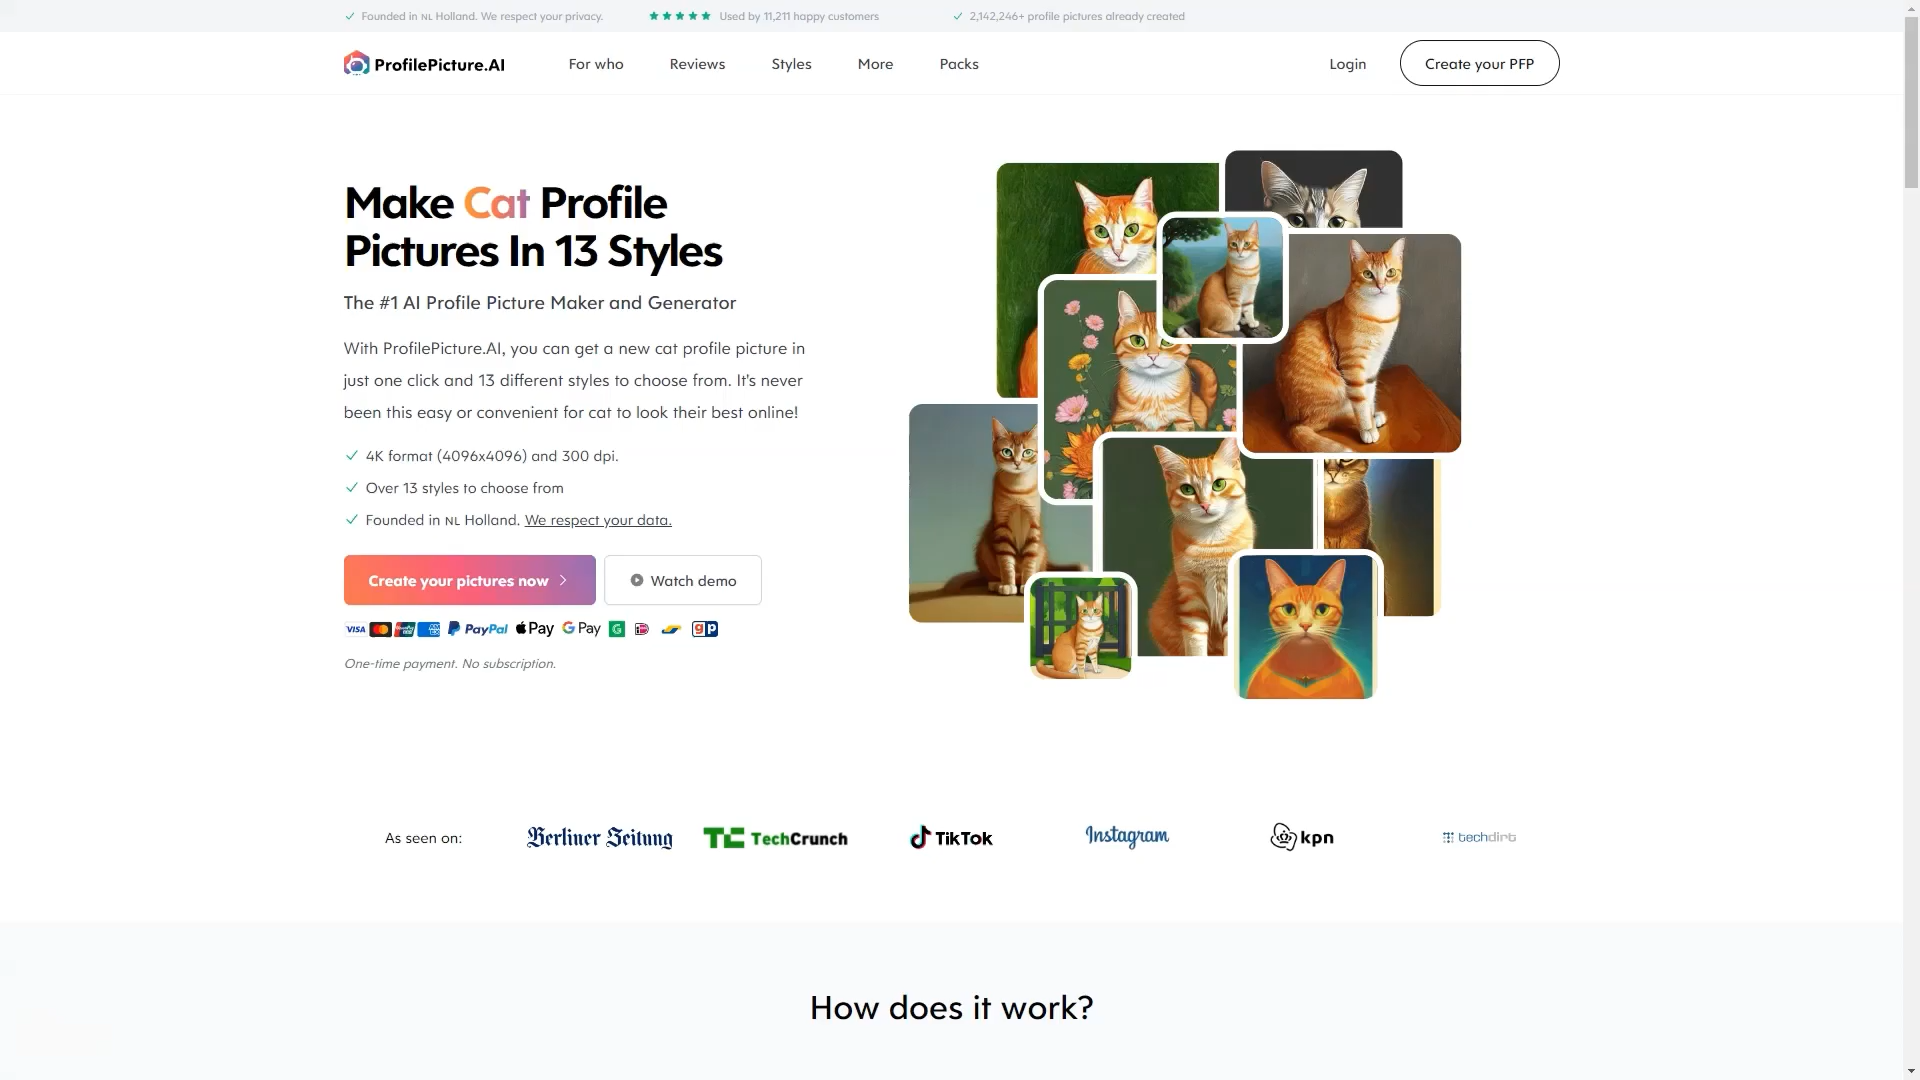 Founded in NL Holland. We respect your privacy.
Used by 11,211 happy customers
2,142,246+ profile pictures already created
ProfilePicture.AI
For who
Reviews
Styles
More
Packs
Login
Create your PFP
Make Cat Profile
Pictures In 13 Styles
The #1 AI Profile Picture Maker and Generator
With ProfilePicture.AI, you can get a new cat profile picture in
just one click and 13 different styles to choose from. It's never
been this easy or convenient for cat to look their best online!
4K format (4096x4096) and 300 dpi.
Over 13 styles to choose from
Founded in NL Holland. We respect your data.
Create your pictures now
Watch demo
VISA PayPal Pay G Pay G gp
One-time payment. No subscription.
As seen on:
Berliner Zeitung
TC TechCrunch
TikTok
Instagram
kpn
techdirt
How does it work?